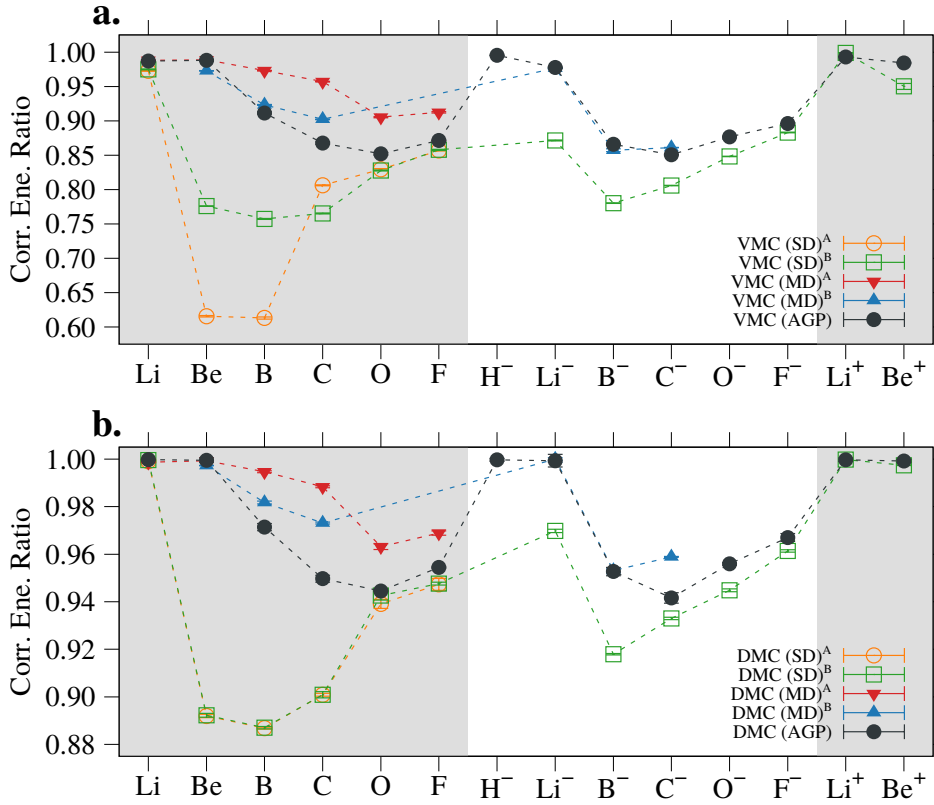 a.
Corr. Ene. Ratio
1.00
0.95
0.90
0.85
0.80
0.75
0.70
0.65
0.60
VMC (SD)ᴬ
VMC (SD)ᴮ
VMC (MD)ᴬ
VMC (MD)ᴮ
VMC (AGP)
Li Be B C O F H⁻ Li⁻ B⁻ C⁻ O⁻ F⁻ Li⁺ Be⁺
b.
Corr. Ene. Ratio
1.00
0.98
0.96
0.94
0.92
0.90
0.88
DMC (SD)ᴬ
DMC (SD)ᴮ
DMC (MD)ᴬ
DMC (MD)ᴮ
DMC (AGP)
Li Be B C O F H⁻ Li⁻ B⁻ C⁻ O⁻ F⁻ Li⁺ Be⁺